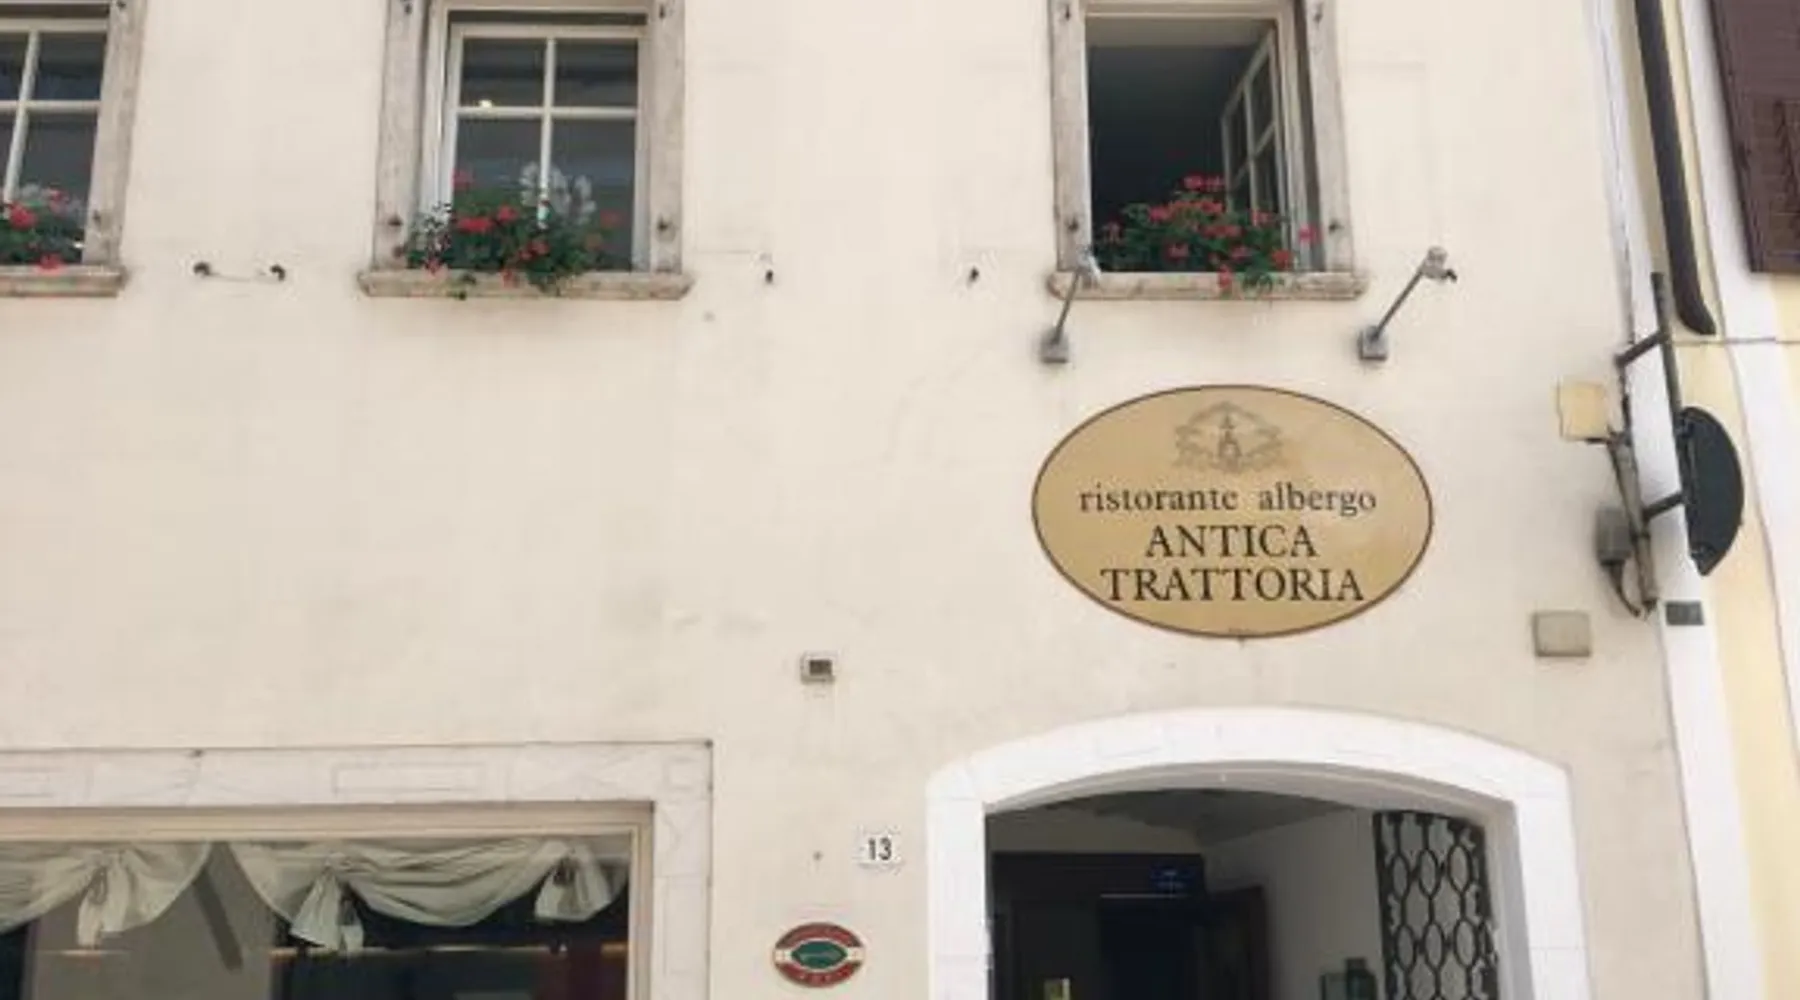 ristorante albergo
ANTICA
TRATTORIA
13